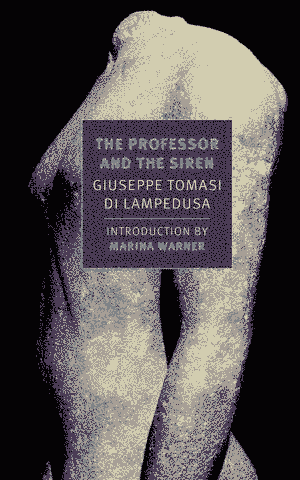 THE PROFESSOR
AND THE SIREN
GIUSEPPE TOMASI
DI LAMPEDUSA
INTRODUCTION BY
MARINA WARNER